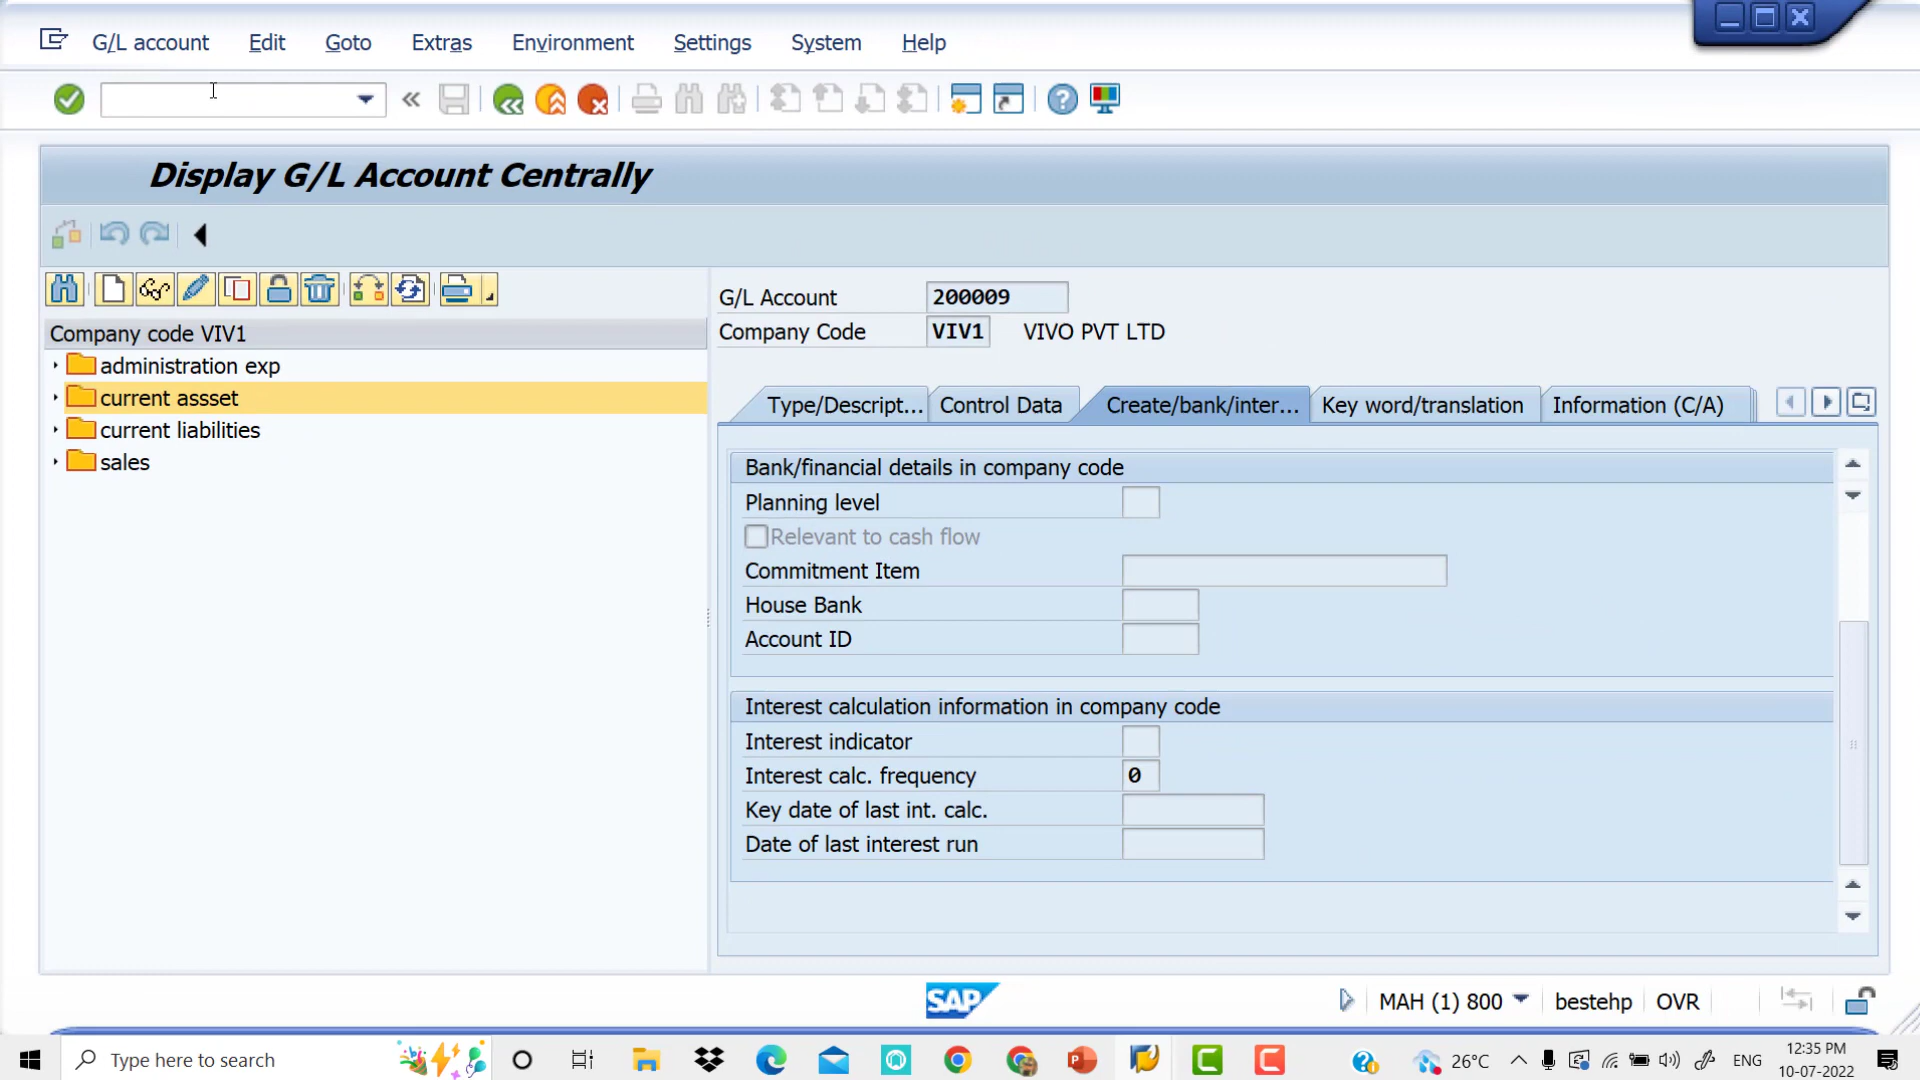 G/L account Edit Goto Extras Environment Settings System Help
Display G/L Account Centrally
Company code VIV1
administration exp
current assset
current liabilities
sales
G/L Account 200009
Company Code VIV1 VIVO PVT LTD
Type/Descript... Control Data Create/bank/inter... Key word/translation Information (C/A)
Bank/financial details in company code
Planning level
Relevant to cash flow
Commitment Item
House Bank
Account ID
Interest calculation information in company code
Interest indicator
Interest calc. frequency 0
Key date of last int. calc.
Date of last interest run
SAP
MAH (1) 800 bestehp OVR
Type here to search
26°C ENG
12:35 PM
10-07-2022